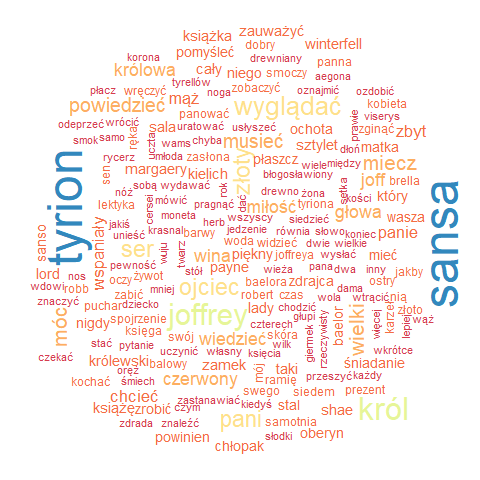 korona
książka zauważyć
dobry drewniany
pomyśleć winterfell
tyrellów aegona panna
królowa cały niego smoczy
płacz wręczyć noga zobaczyć oznajmić ozdobić
powiedzieć mąż wyglądać viserys kobieta
wrócić panować
odeprzeć samo ręka sala uratować usłyszeć musieć ochota prawie zginąć zbyt
smok wams uczta chyba sztylet dłoń matka
rycerz młoda zasłona wiele między
sen margaery płaszcz miecz
błogosławiony joff brella
nóż sobą wydawać kielich rok drewno żona setka jakości który
tyrion mówić pragnąć dać złoty miłość tyriona głowa wasza
moneta wszyscy siedzieć
jakiś cersei herb równia słowo koniec panie sansa
sanso krasnal barwy jedzenie dwie wielkie
unieść ser woda widzieć piękny joffreya wysłać mieć
wspaniały wuju twarz wina payne wieża pana dwa inny jakby
pewność stół zdrajca
lord nos oczy żywot ojciec baelora dama ostry
wdowi robb zabić mniej robert czas wola wtrącić nią
znaczyć puchar dziecko joffrey lady chodzić karzeł złoto
móc nigdy spojrzenie czterech głupi baelor wąż
księga wiedzieć skóra giermek rzeczywisty wielki więcej lepiej
stać pytanie swój wilk
czekać uczynić własny księcia wkrótce
królewski zamek mój taki śniadanie
oręż balowy ramię przeszyć każdy
kochać śmiech czerwony swego siedem prezent
chcieć zastanawiać kiedyś stal shae
książę zrobić czym pani samotnia król
zdrada znaleźć słodki oberyn
powinien chłopak
lektyka